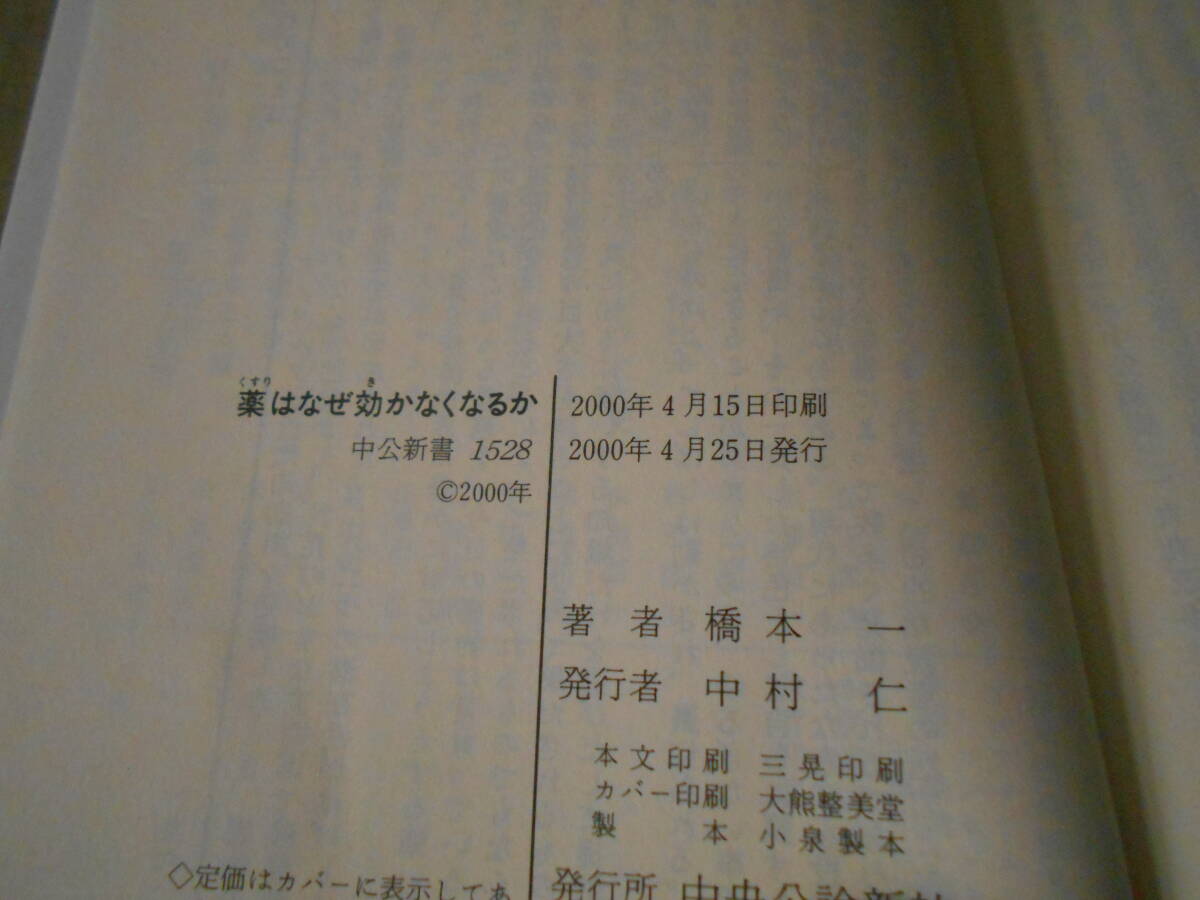 薬はなぜ効かなくなるか
くすり
き
中公新書 1528
©2000年
2000年4月15日印刷
2000年4月25日発行
著者 橋本 一
発行者 中村 仁
本文印刷 三晃印刷
カバー印刷 大熊整美堂
製本 小泉製本
◇定価はカバーに表示してあ
発行所 中央公論新社